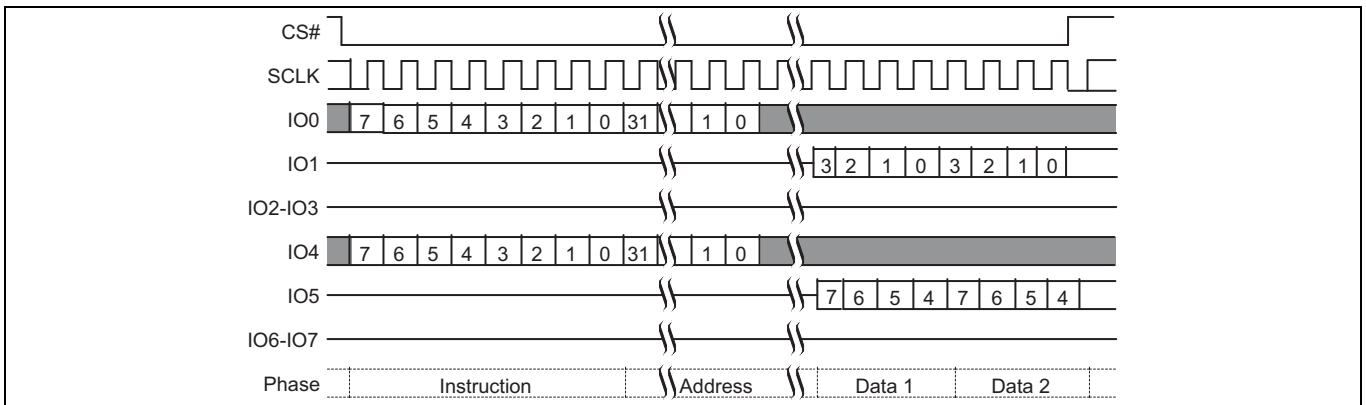 CS#
SCLK
IO0 7 6 5 4 3 2 1 0 31 1 0
IO1 3 2 1 0 3 2 1 0
IO2-IO3
IO4 7 6 5 4 3 2 1 0 31 1 0
IO5 7 6 5 4 7 6 5 4
IO6-IO7
Phase Instruction Address Data 1 Data 2